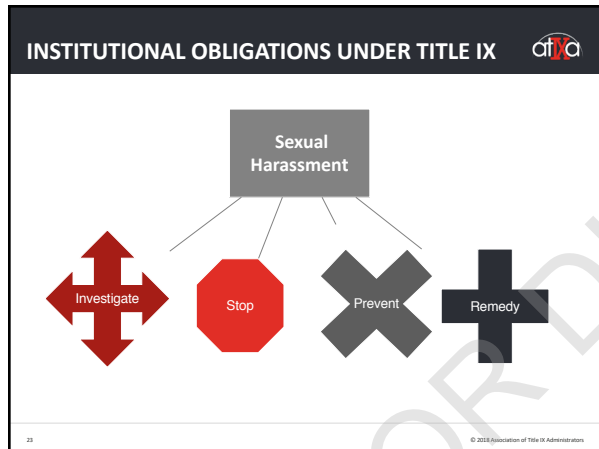 INSTITUTIONAL OBLIGATIONS UNDER TITLE IX
atIXa
Sexual
Harassment
Investigate
Stop
Prevent
Remedy
OR D
23
© 2018 Association of Title IX Administrators